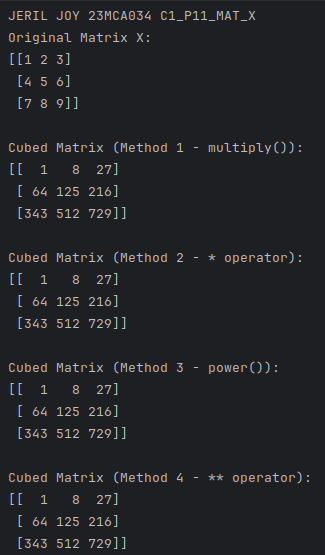 JERIL JOY 23MCA034 C1_P11_MAT_X
Original Matrix X:
[[1 2 3]
 [4 5 6]
 [7 8 9]]
Cubed Matrix (Method 1 - multiply()):
[[  1   8  27]
 [ 64 125 216]
 [343 512 729]]
Cubed Matrix (Method 2 - * operator):
[[  1   8  27]
 [ 64 125 216]
 [343 512 729]]
Cubed Matrix (Method 3 - power()):
[[  1   8  27]
 [ 64 125 216]
 [343 512 729]]
Cubed Matrix (Method 4 - ** operator):
[[  1   8  27]
 [ 64 125 216]
 [343 512 729]]